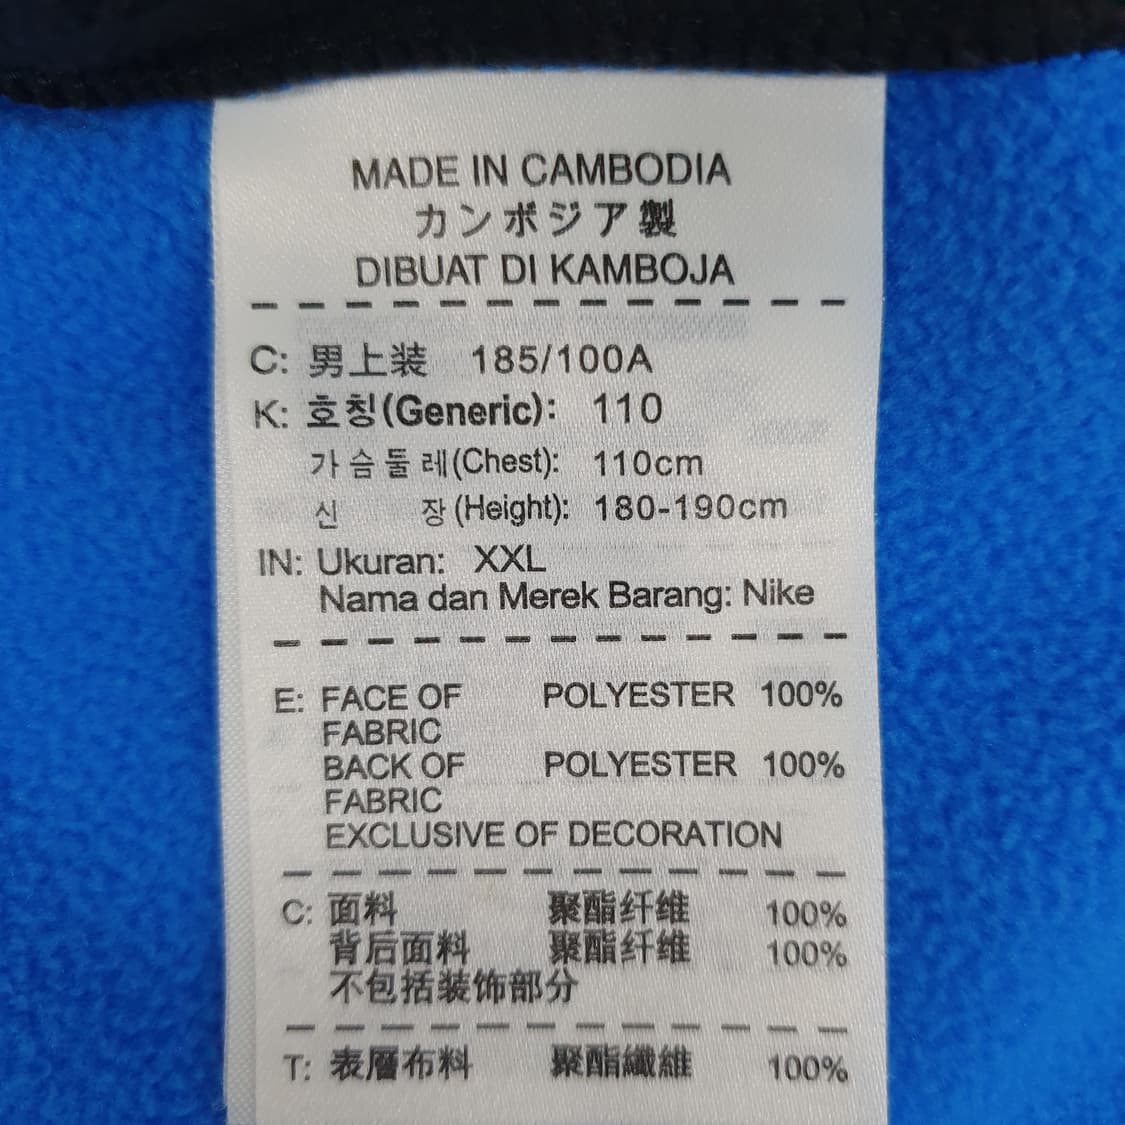 MADE IN CAMBODIA
カンボジア製
DIBUAT DI KAMBOJA
C: 男上装 185/100A
K: 호칭(Generic): 110
가슴둘레(Chest): 110cm
신 장(Height): 180-190cm
IN: Ukuran: XXL
Nama dan Merek Barang: Nike
E: FACE OF POLYESTER 100%
FABRIC
BACK OF POLYESTER 100%
FABRIC
EXCLUSIVE OF DECORATION
C: 面料 聚酯纤维 100%
背后面料 聚酯纤维 100%
不包括装饰部分
T: 表層布料 聚酯纖維 100%